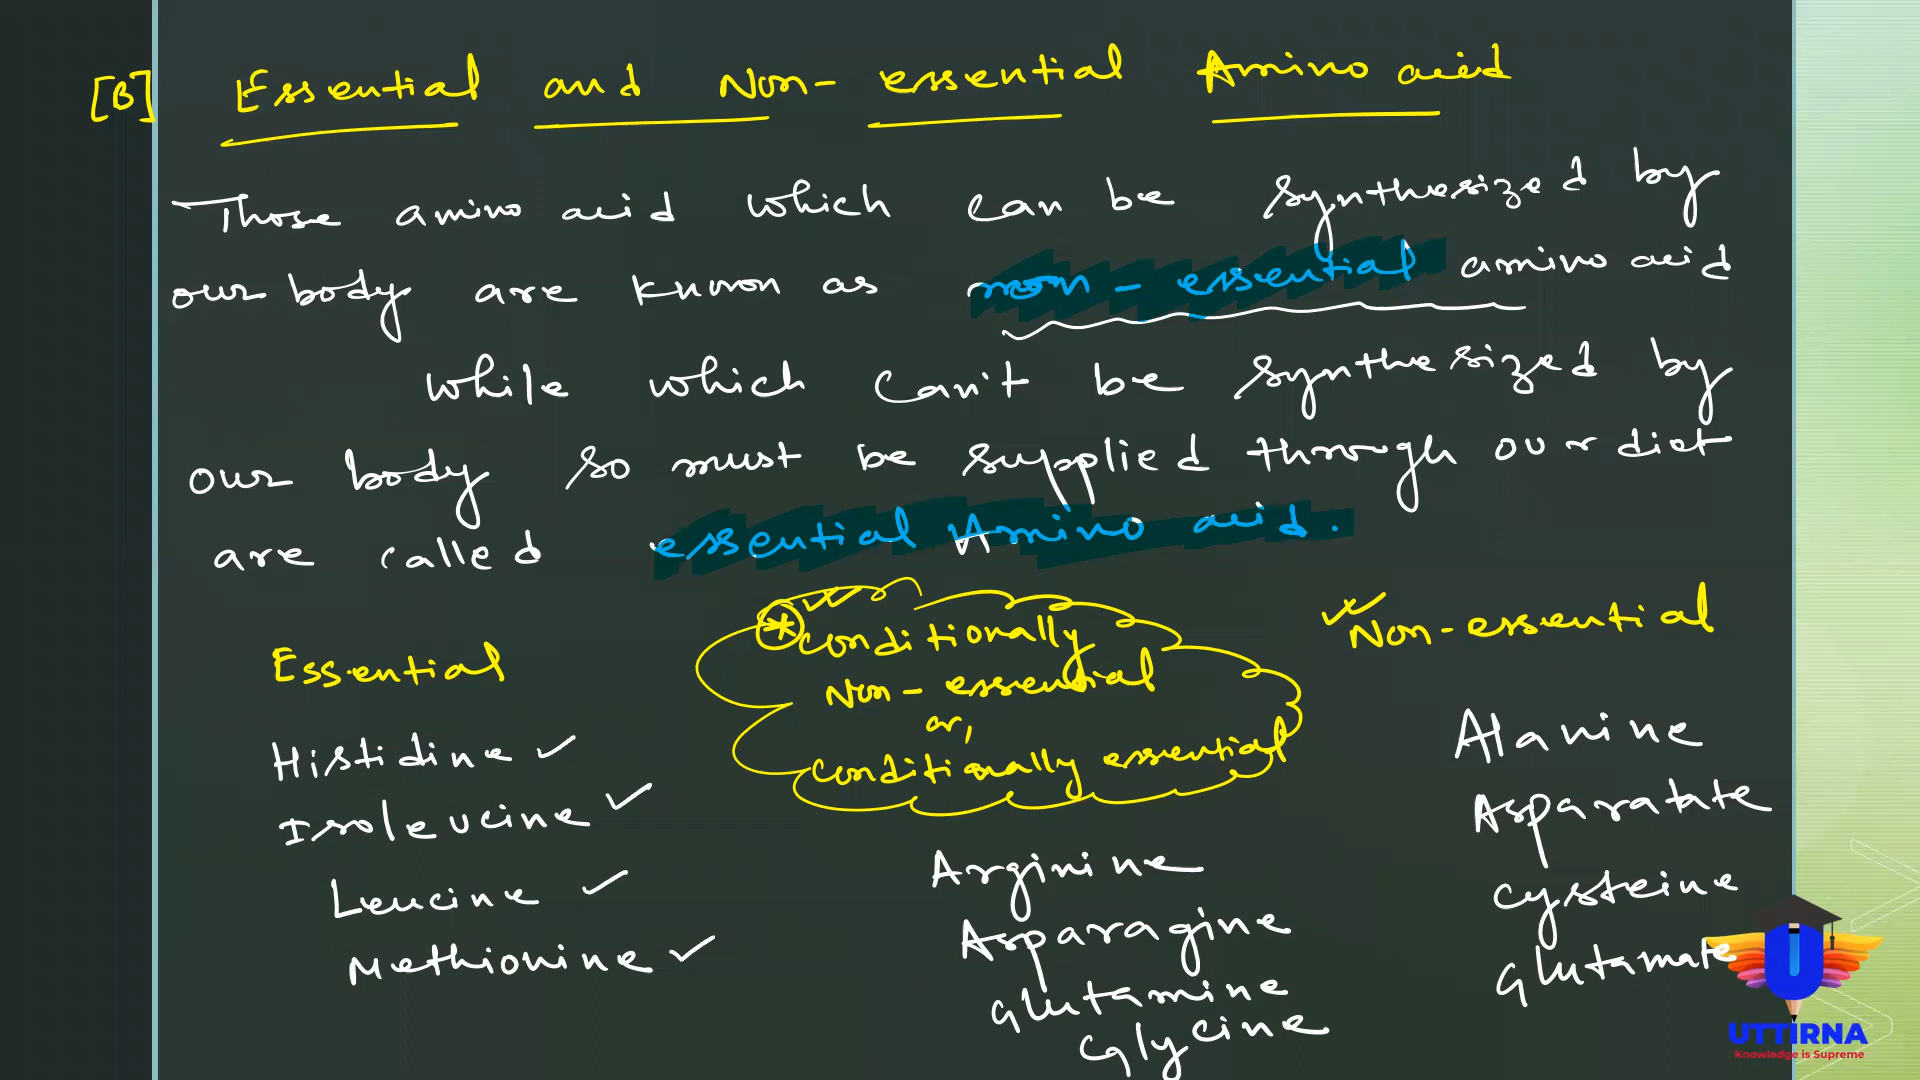 [B] Essential and Non-essential Amino acid
Those amino acid which can be synthesized by
our body are known as non-essential amino acid
while which can't be synthesized by
our body so must be supplied through our diet
are called essential Amino acid.
Essential
Histidine ✓
Isoleucine ✓
Leucine ✓
Methionine ✓
* Conditionally
Non-essential
or,
Conditionally essential
Arginine
Asparagine
Glutamine
Glycine
Non-essential
Alanine
Asparatate
Cysteine
Glutamate
U
UTTIRNA
Knowledge is Supreme